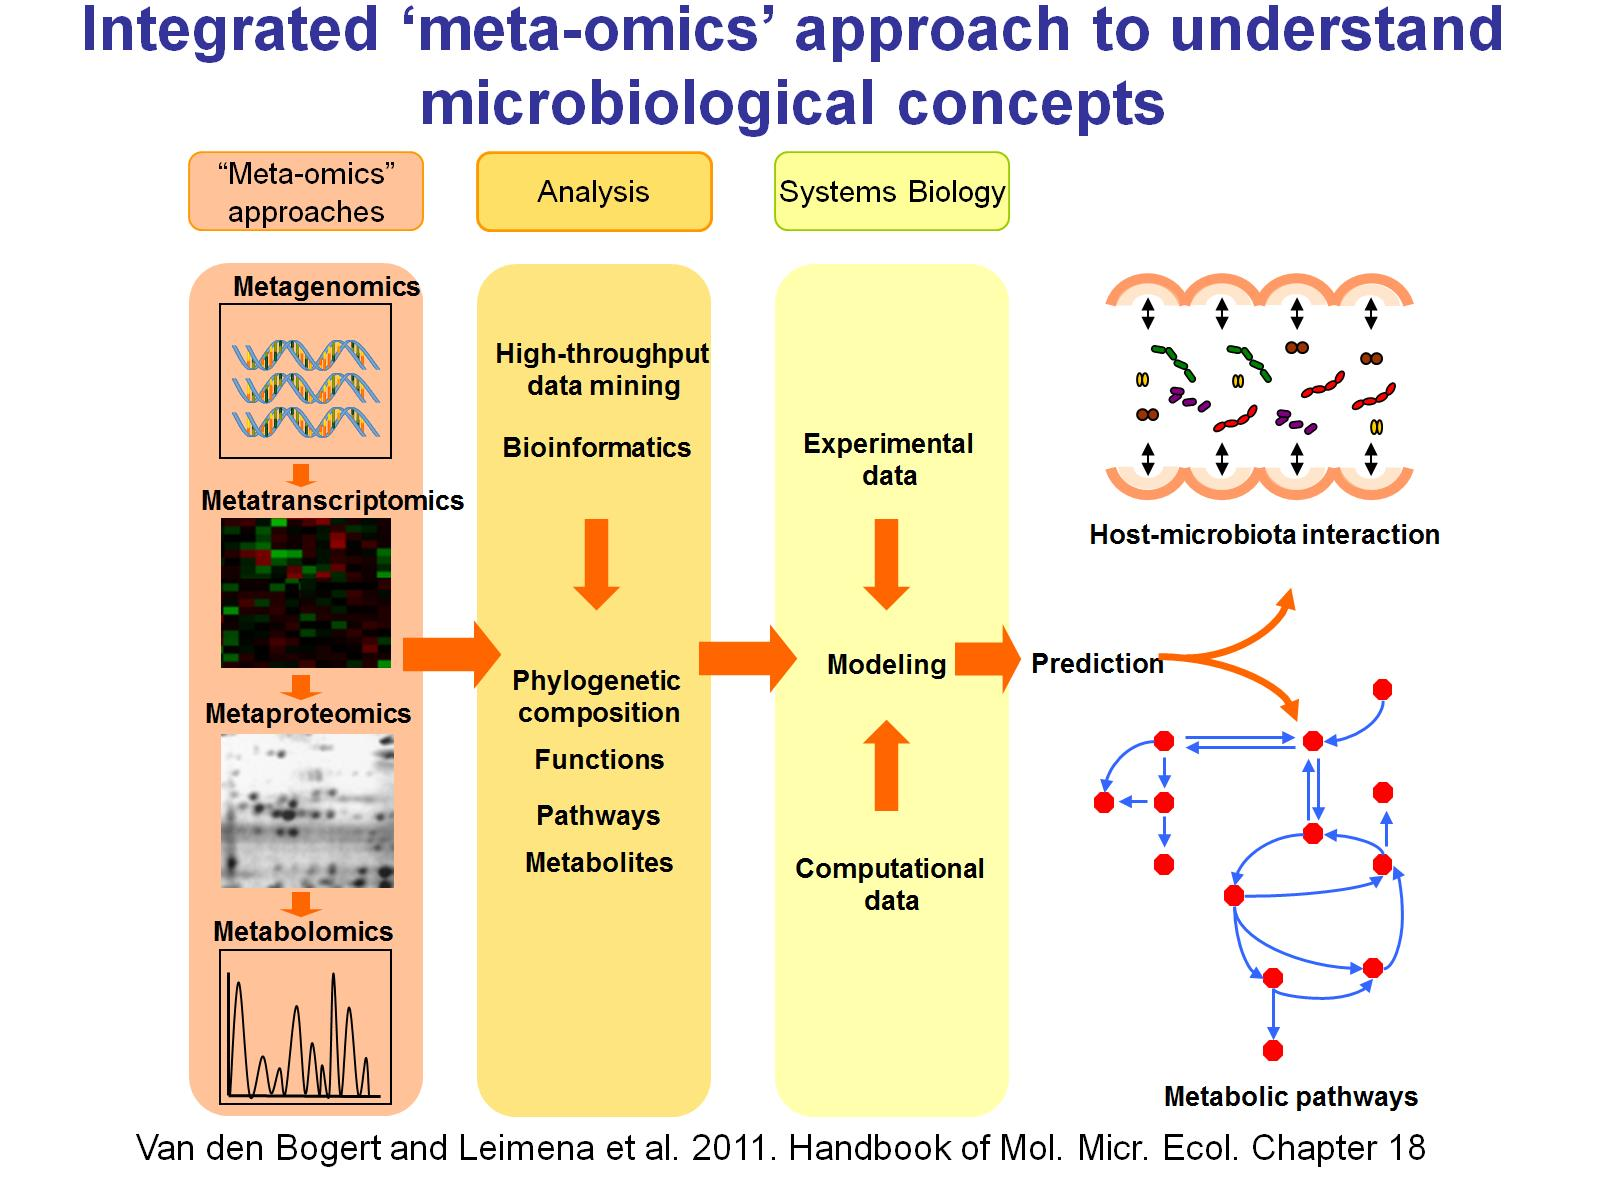 Integrated ‘meta-omics’ approach to understand
microbiological concepts
“Meta-omics”
approaches
Analysis
Systems Biology
Metagenomics
Metatranscriptomics
Metaproteomics
Metabolomics
High-throughput
data mining
Bioinformatics
Phylogenetic
composition
Functions
Pathways
Metabolites
Experimental
data
Modeling
Computational
data
Prediction
Host-microbiota interaction
Metabolic pathways
Van den Bogert and Leimena et al. 2011. Handbook of Mol. Micr. Ecol. Chapter 18